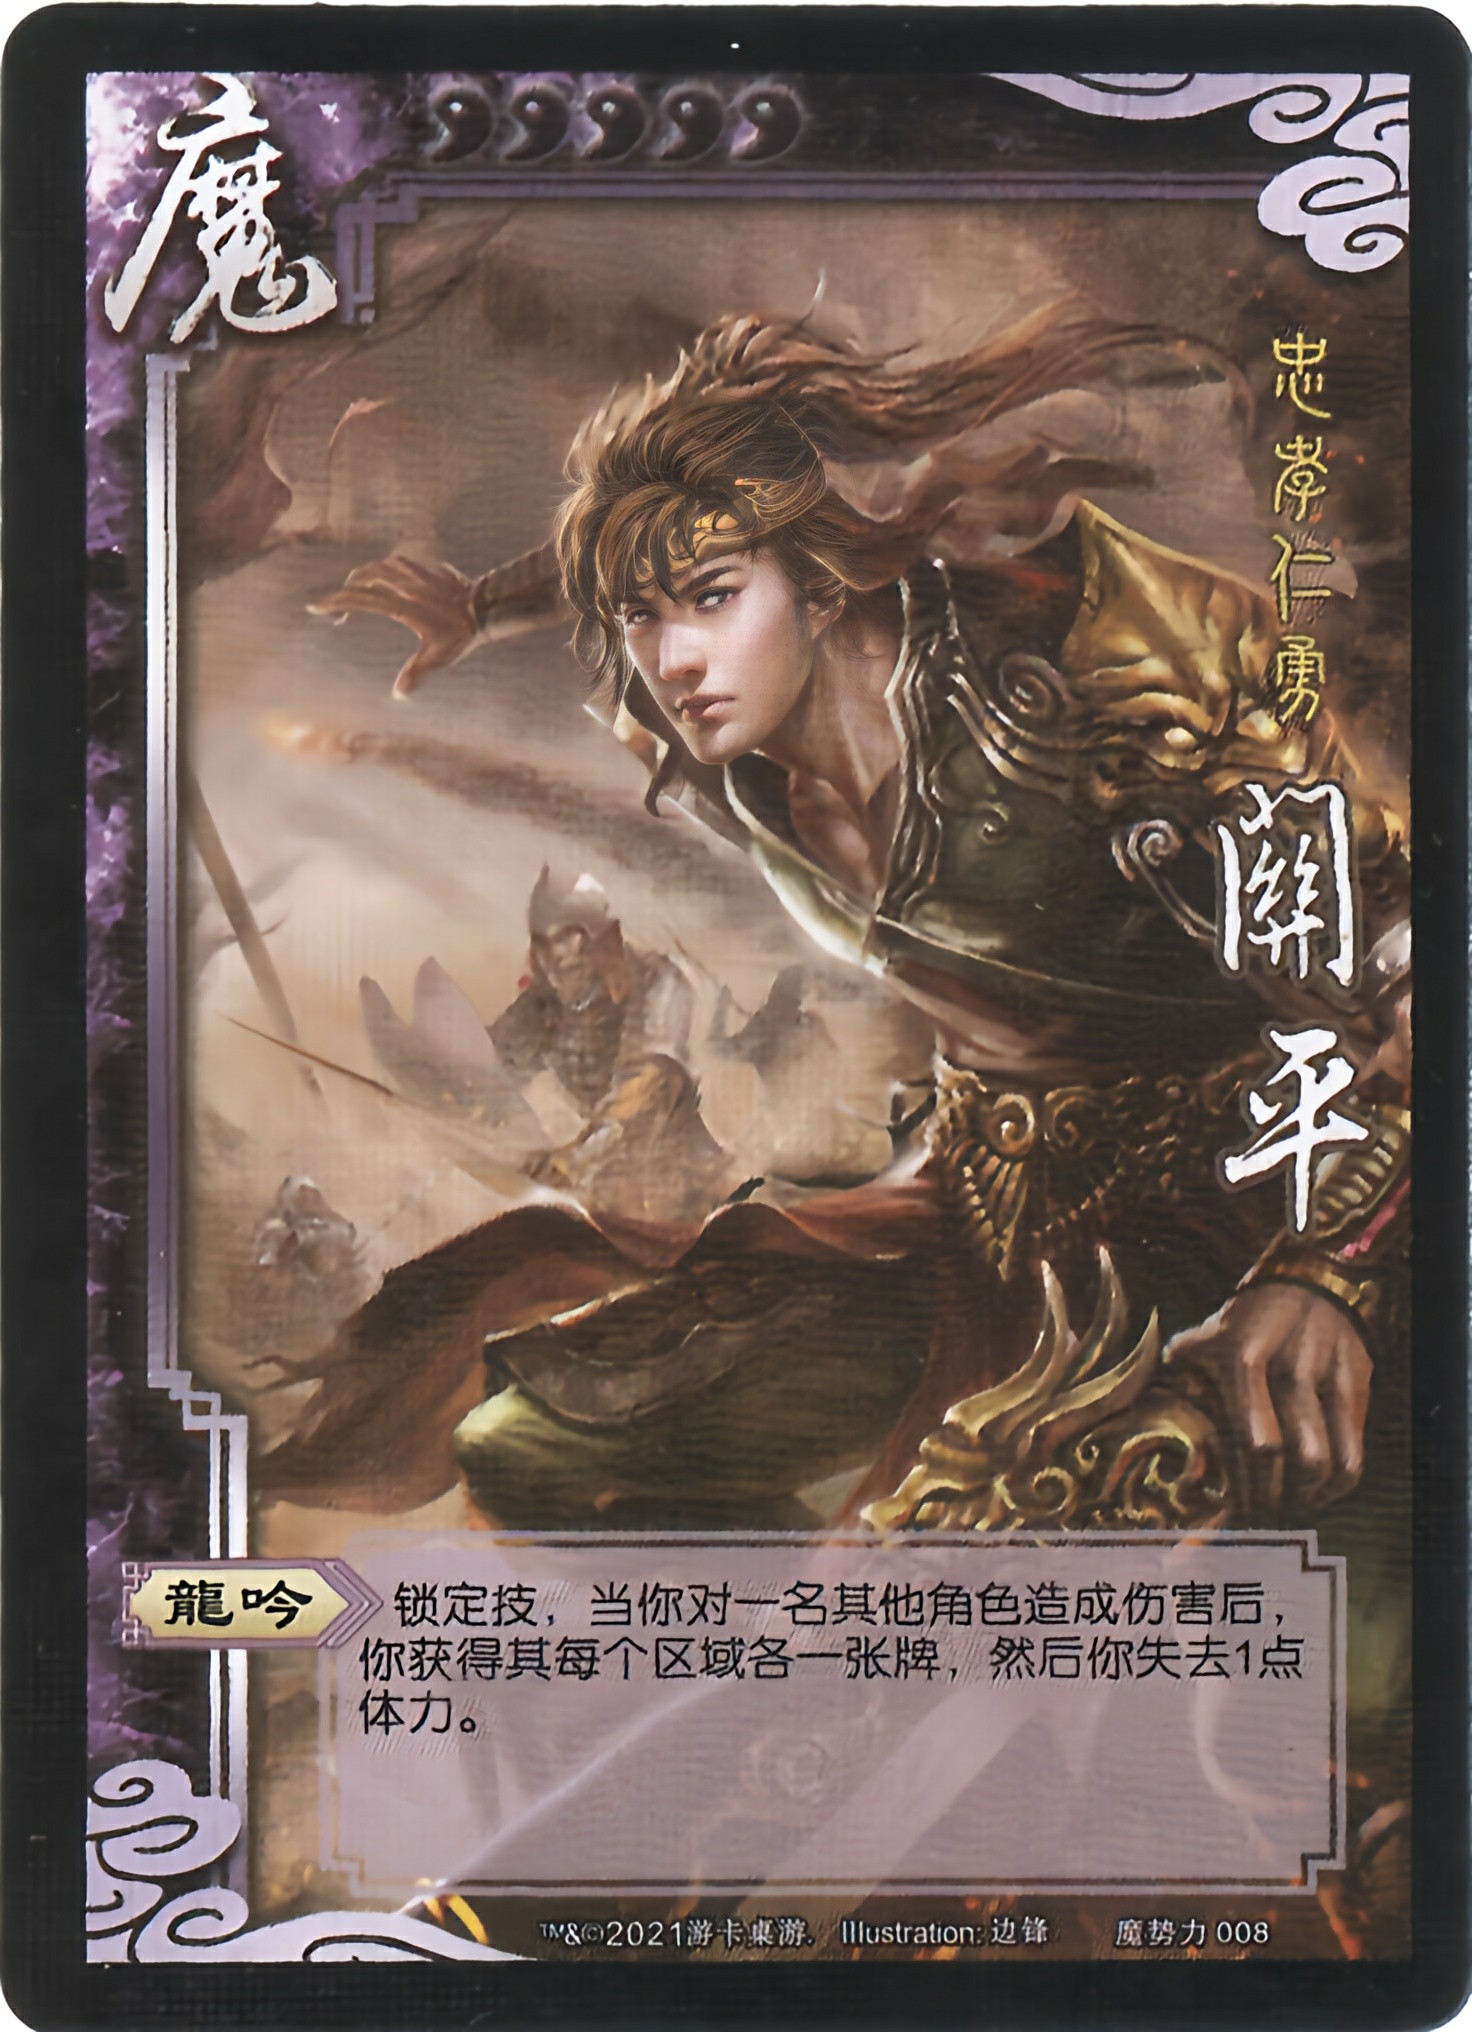 魔
忠孝仁勇
關平
龍吟
锁定技，当你对一名其他角色造成伤害后，
你获得其每个区域各一张牌，然后你失去1点
体力。
™&©2021游卡桌游. Illustration: 边锋 魔势力 008